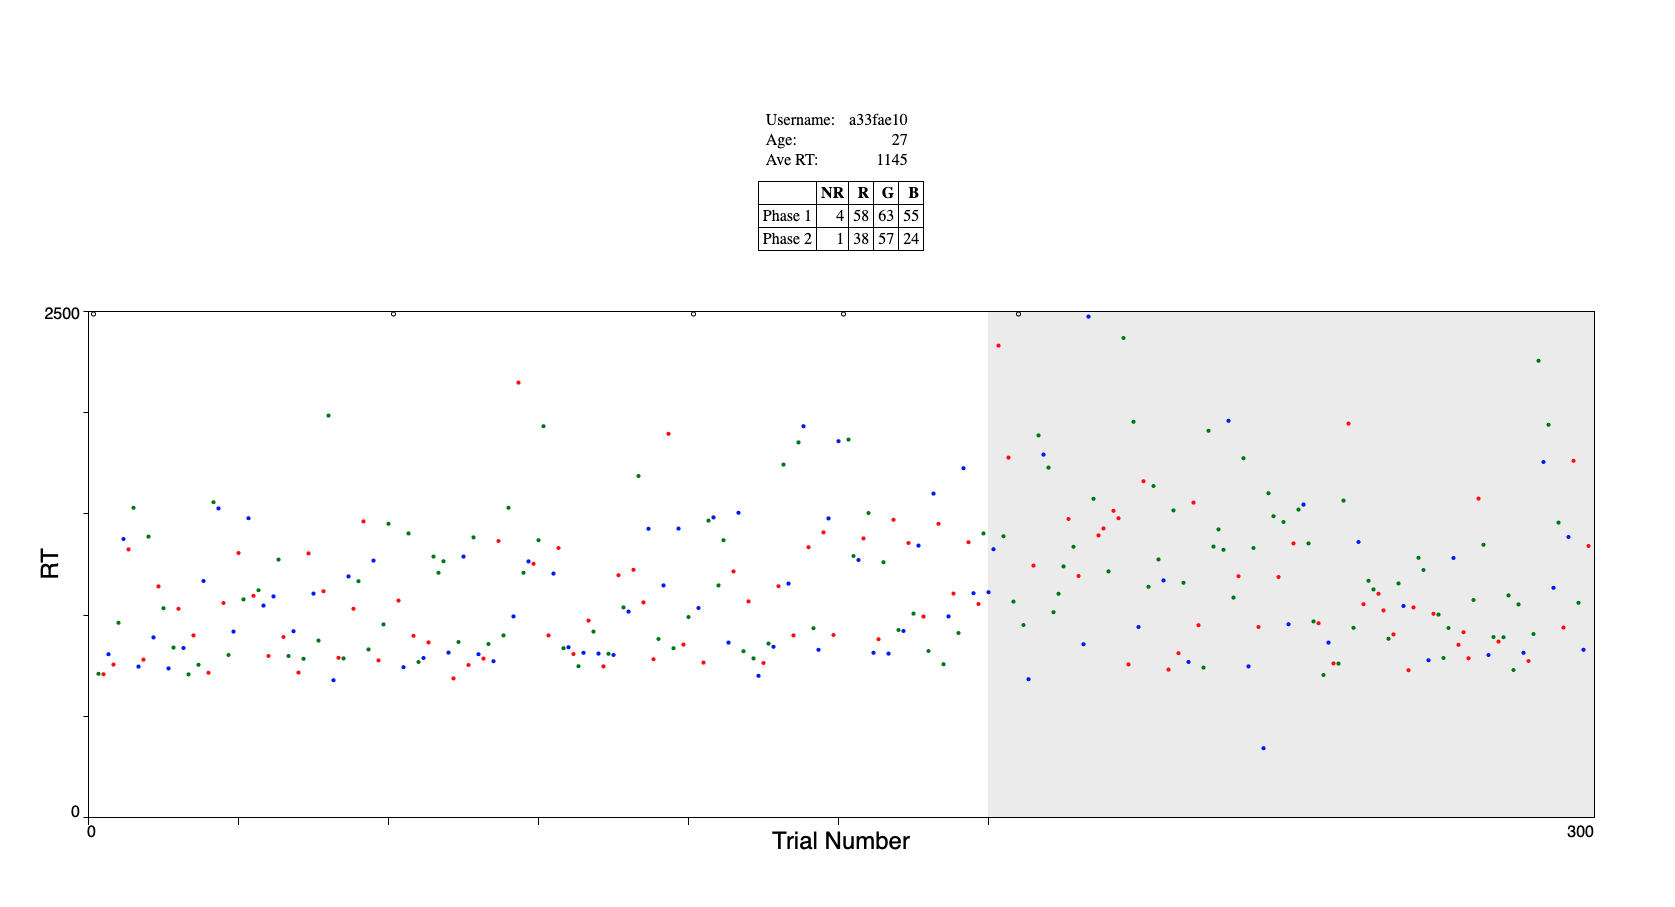 Username: a33fae10
Age: 27
Ave RT: 1145
NR R G B
Phase 1 4 58 63 55
Phase 2 1 38 57 24
2500
RT
0
0 300
Trial Number